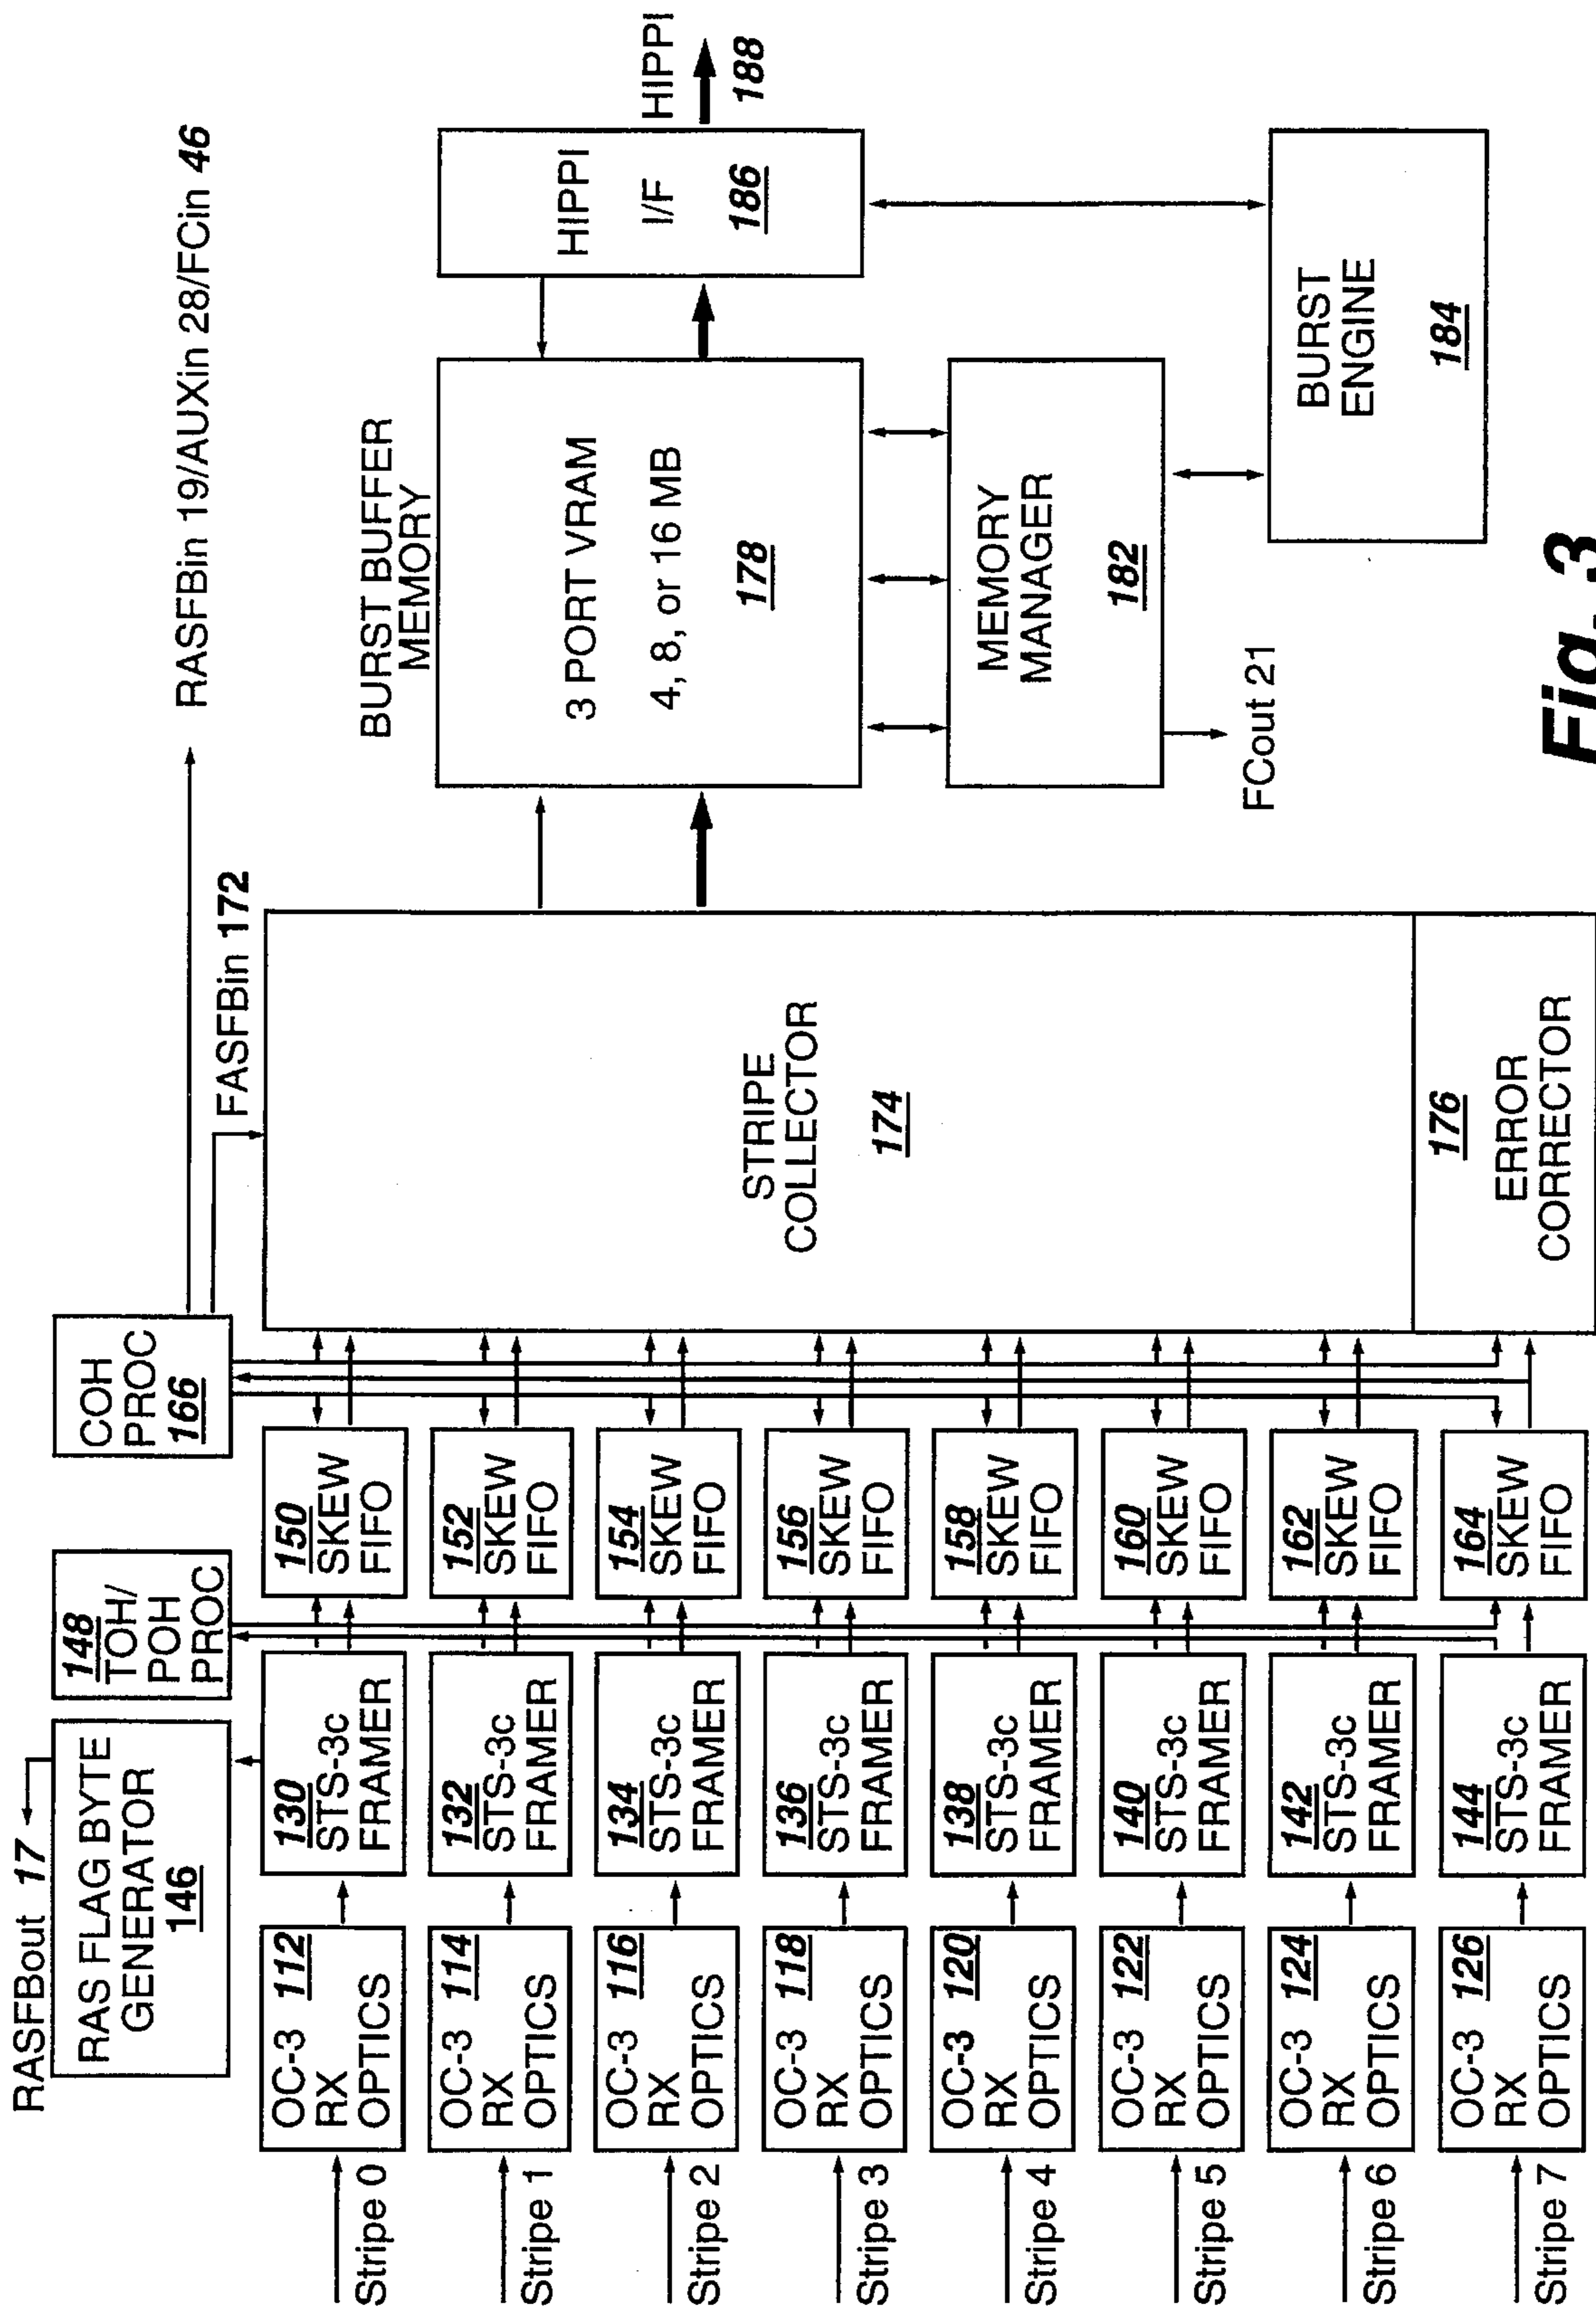 RASFBout 17
RAS FLAG BYTE
GENERATOR
146
148
TOH/
POH
PROC
COH
PROC
166
RASFBin 19/AUXin 28/FCin 46
FASFBin 172
Stripe 0
OC-3 112
RX
OPTICS
130
STS-3c
FRAMER
150
SKEW
FIFO
Stripe 1
OC-3 114
RX
OPTICS
132
STS-3c
FRAMER
152
SKEW
FIFO
Stripe 2
OC-3 116
RX
OPTICS
134
STS-3c
FRAMER
154
SKEW
FIFO
Stripe 3
OC-3 118
RX
OPTICS
136
STS-3c
FRAMER
156
SKEW
FIFO
Stripe 4
OC-3 120
RX
OPTICS
138
STS-3c
FRAMER
158
SKEW
FIFO
Stripe 5
OC-3 122
RX
OPTICS
140
STS-3c
FRAMER
160
SKEW
FIFO
Stripe 6
OC-3 124
RX
OPTICS
142
STS-3c
FRAMER
162
SKEW
FIFO
Stripe 7
OC-3 126
RX
OPTICS
144
STS-3c
FRAMER
164
SKEW
FIFO
STRIPE
COLLECTOR
174
176
ERROR
CORRECTOR
BURST BUFFER
MEMORY
3 PORT VRAM
4, 8, or 16 MB
178
MEMORY
MANAGER
182
FCout 21
HIPPI
I/F
186
HIPPI
188
BURST
ENGINE
184
Fig. 3